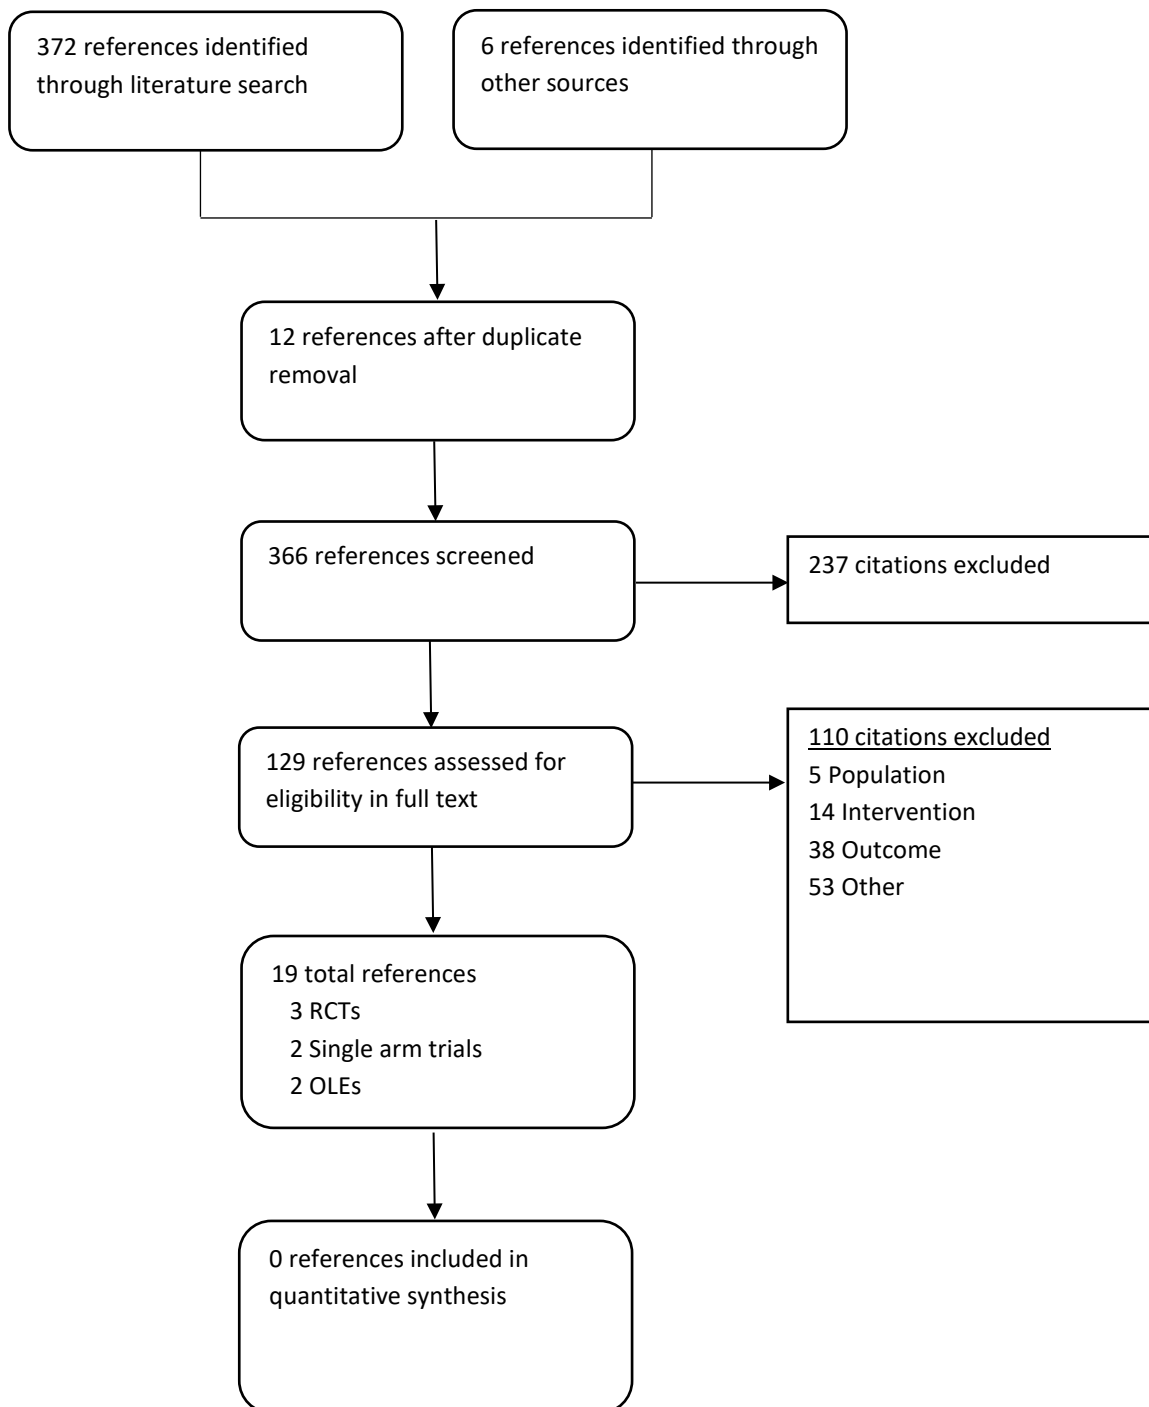 372 references identified
through literature search
6 references identified through
other sources
12 references after duplicate
removal
366 references screened
237 citations excluded
129 references assessed for
eligibility in full text
110 citations excluded
5 Population
14 Intervention
38 Outcome
53 Other
19 total references
3 RCTs
2 Single arm trials
2 OLEs
0 references included in
quantitative synthesis